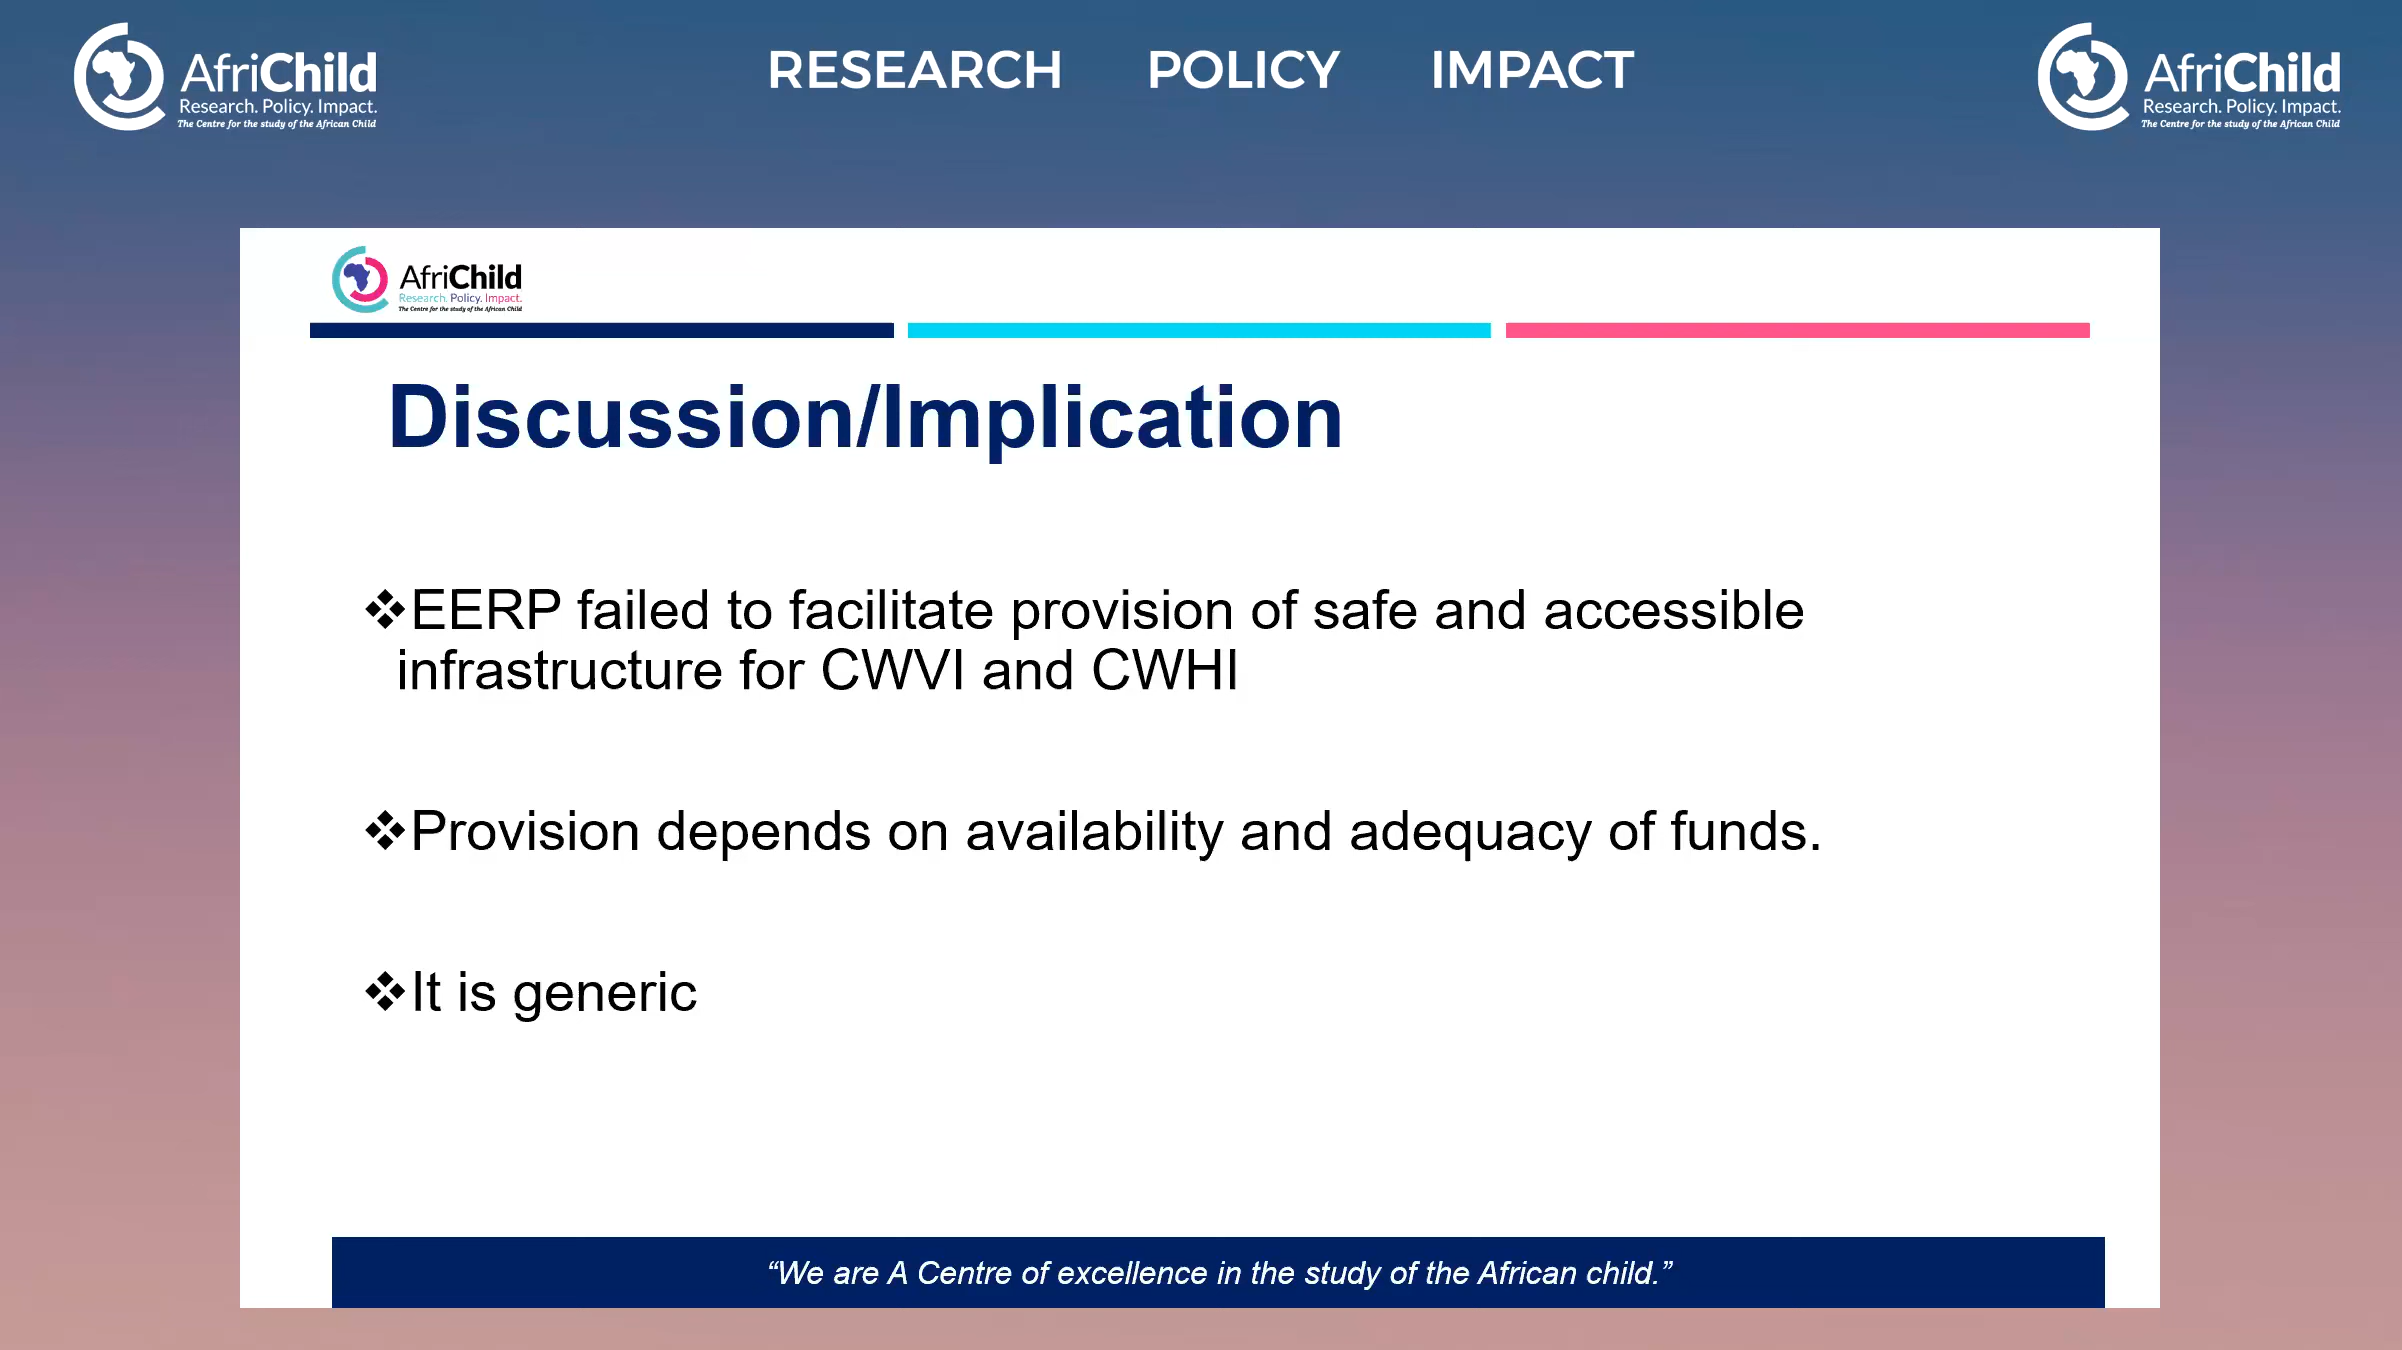 AfriChild
Research. Policy. Impact.
The Centre for the study of the African Child
RESEARCH POLICY IMPACT
AfriChild
Research. Policy. Impact.
The Centre for the study of the African Child
AfriChild
Research. Policy. Impact.
The Centre for the study of the African Child
Discussion/Implication
❖EERP failed to facilitate provision of safe and accessible
infrastructure for CWVI and CWHI
❖Provision depends on availability and adequacy of funds.
❖It is generic
“We are A Centre of excellence in the study of the African child.”